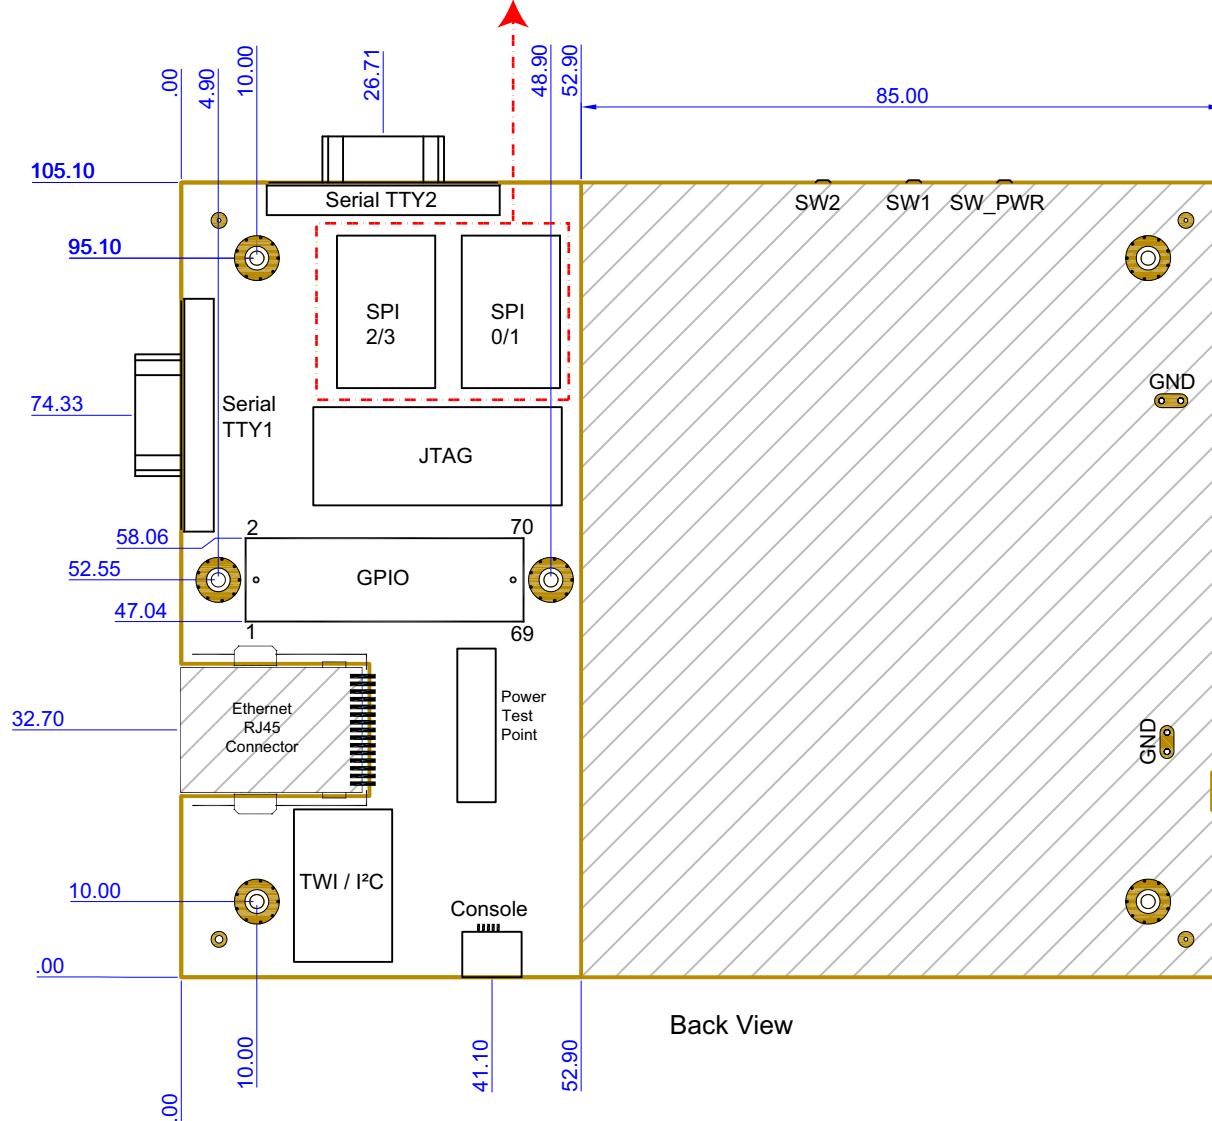 .00
4.90
10.00
26.71
48.90
52.90
85.00
105.10
Serial TTY2
SW2
SW1
SW_PWR
95.10
SPI
2/3
SPI
0/1
GND
74.33
Serial
TTY1
JTAG
58.06
2
70
52.55
GPIO
47.04
1
69
Ethernet
RJ45
Connector
Power
Test
Point
32.70
GND
10.00
TWI / I²C
Console
.00
Back View
.00
10.00
41.10
52.90